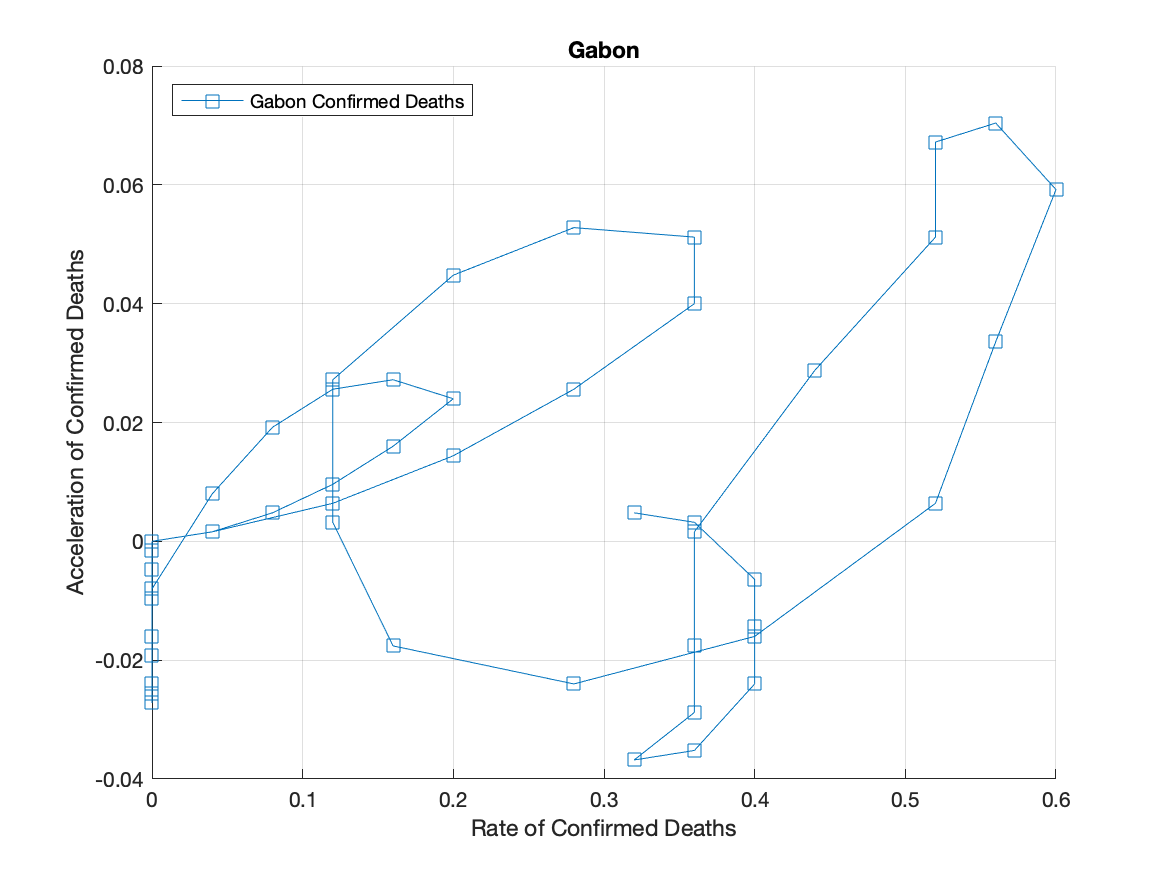 Gabon
0.08
Gabon Confirmed Deaths
0.06
0.04
0.02
0
-0.02
-0.04
Acceleration of Confirmed Deaths
0 0.1 0.2 0.3 0.4 0.5 0.6
Rate of Confirmed Deaths